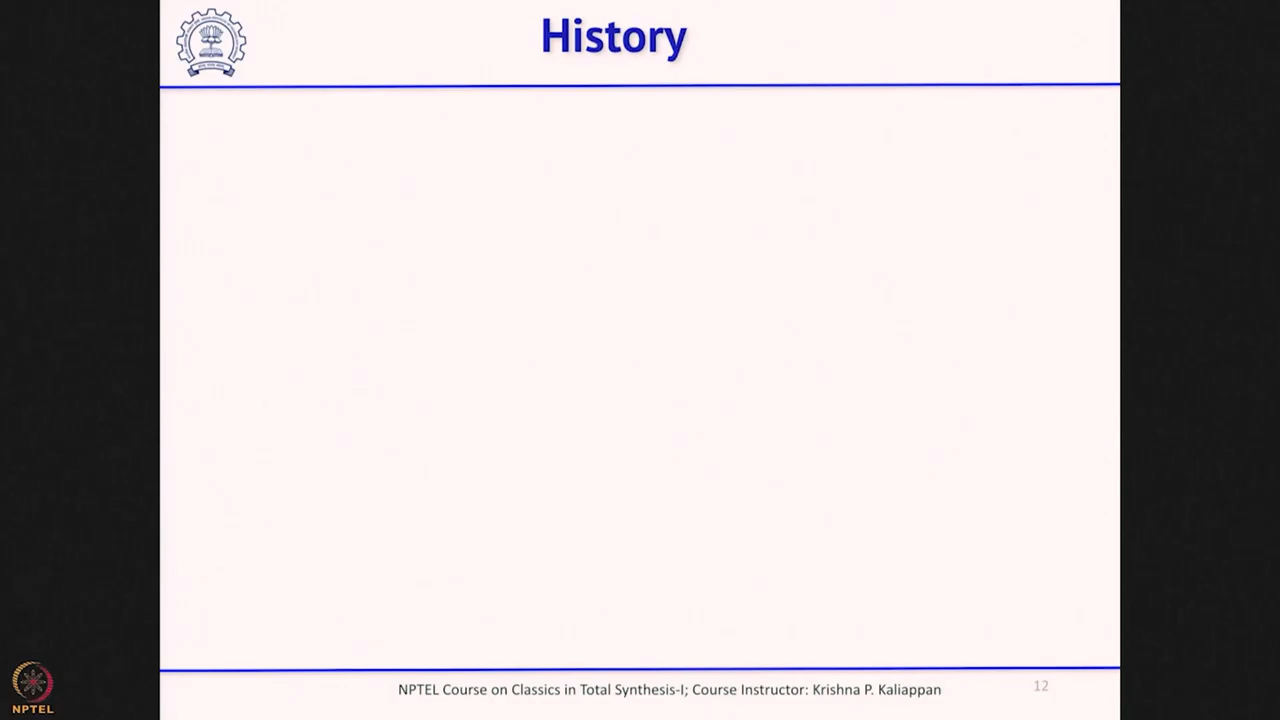 History
NPTEL Course on Classics in Total Synthesis-I; Course Instructor: Krishna P. Kaliappan
12
NPTEL